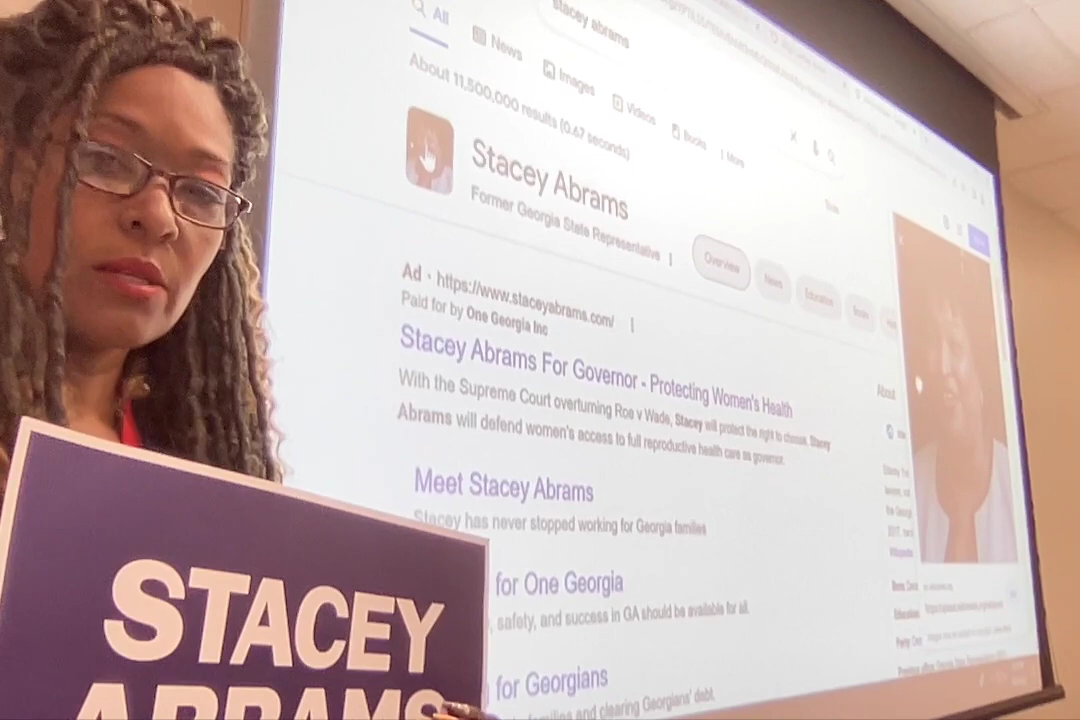 stacey abrams
All
News
Images
Videos
Books
More
About 11,500,000 results (0.67 seconds)
Stacey Abrams
Former Georgia State Representative
Overview
News
Education
Books
Ad · https://www.staceyabrams.com/
Paid for by One Georgia Inc
Stacey Abrams For Governor - Protecting Women's Health
With the Supreme Court overturning Roe v Wade, Stacey will protect the right to choose. Stacey
Abrams will defend women's access to full reproductive health care as governor.
Meet Stacey Abrams
Stacey has never stopped working for Georgia families
for One Georgia
, safety, and success in GA should be available for all.
for Georgians
families and clearing Georgians' debt.
About
STACEY
ABRAMS